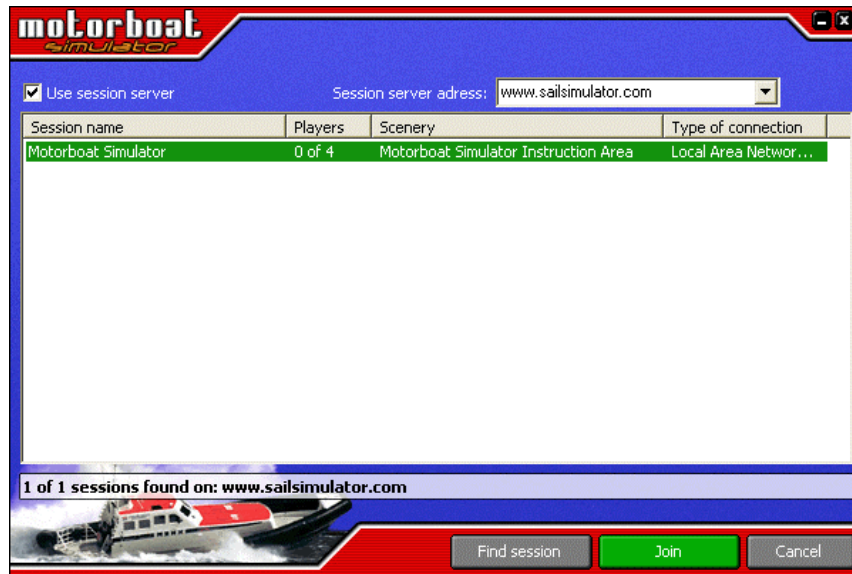 motorboat
simulator
Use session server
Session server adress: www.sailsimulator.com
Session name Players Scenery Type of connection
Motorboat Simulator 0 of 4 Motorboat Simulator Instruction Area Local Area Networ...
1 of 1 sessions found on: www.sailsimulator.com
Find session Join Cancel